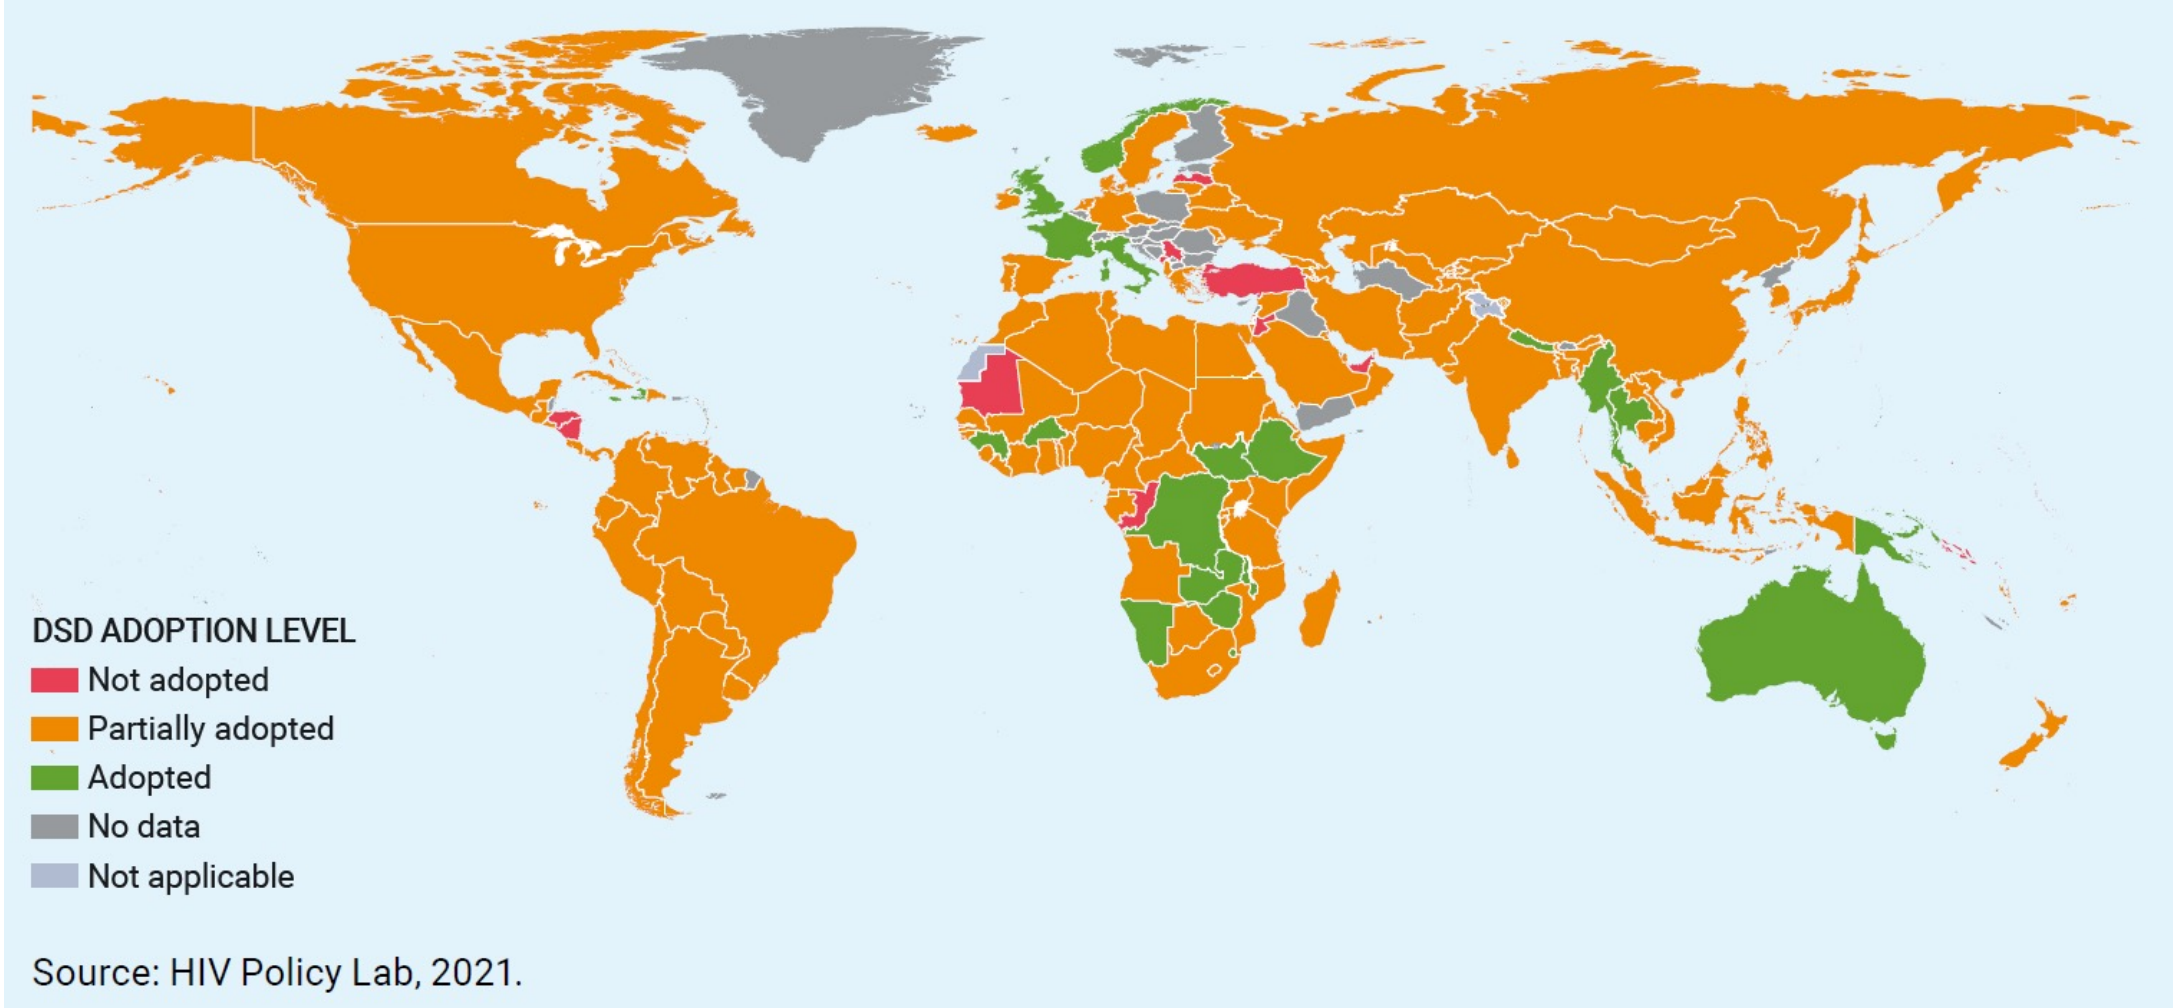 DSD ADOPTION LEVEL
Not adopted
Partially adopted
Adopted
No data
Not applicable
Source: HIV Policy Lab, 2021.